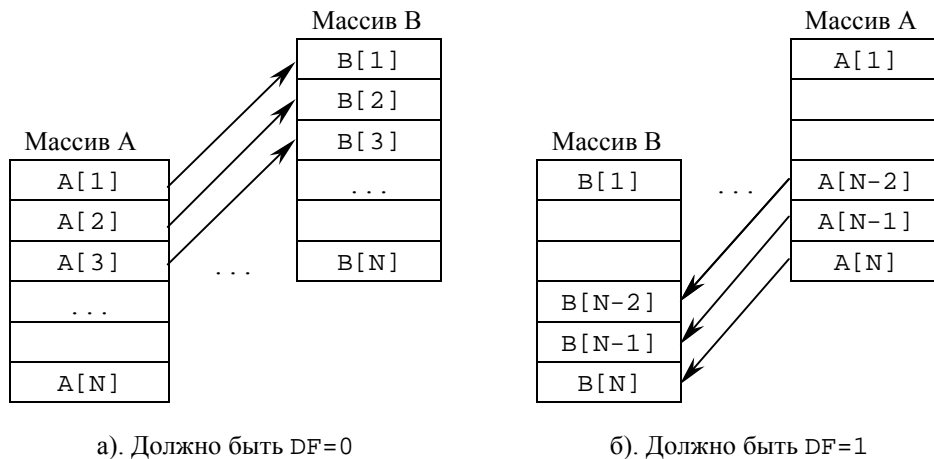 Массив B
B[1]
B[2]
B[3]
...
B[N]
Массив A
A[1]
A[2]
A[3]
...
A[N]
...
а). Должно быть DF=0
Массив A
A[1]
A[N-2]
A[N-1]
A[N]
Массив B
B[1]
B[N-2]
B[N-1]
B[N]
...
б). Должно быть DF=1